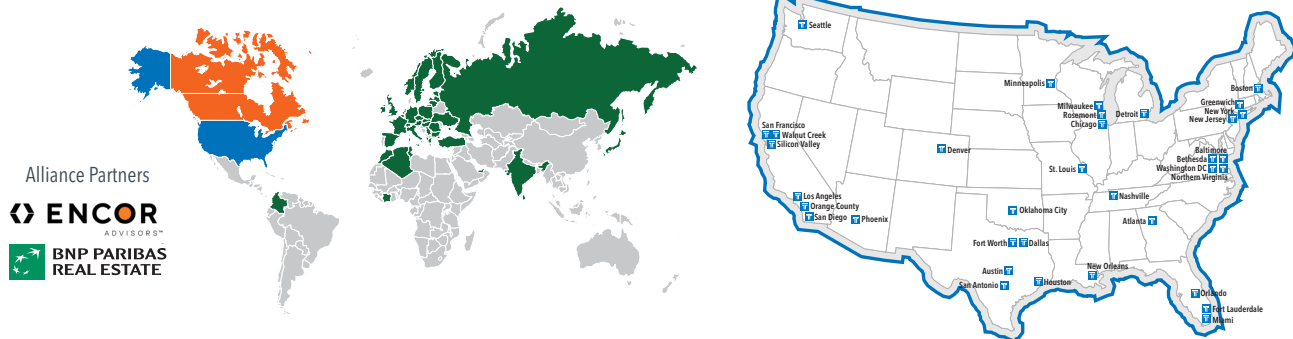 Alliance Partners
ENCOR
ADVISORS™
BNP PARIBAS
REAL ESTATE
Seattle
Minneapolis
Milwaukee
Rosemont
Chicago
Detroit
Boston
Greenwich
New York
New Jersey
San Francisco
Walnut Creek
Silicon Valley
Denver
Baltimore
Bethesda
Washington DC
Northern Virginia
St. Louis
Nashville
Los Angeles
Orange County
San Diego
Phoenix
Oklahoma City
Atlanta
Fort Worth
Dallas
Austin
San Antonio
Houston
New Orleans
Orlando
Fort Lauderdale
Miami